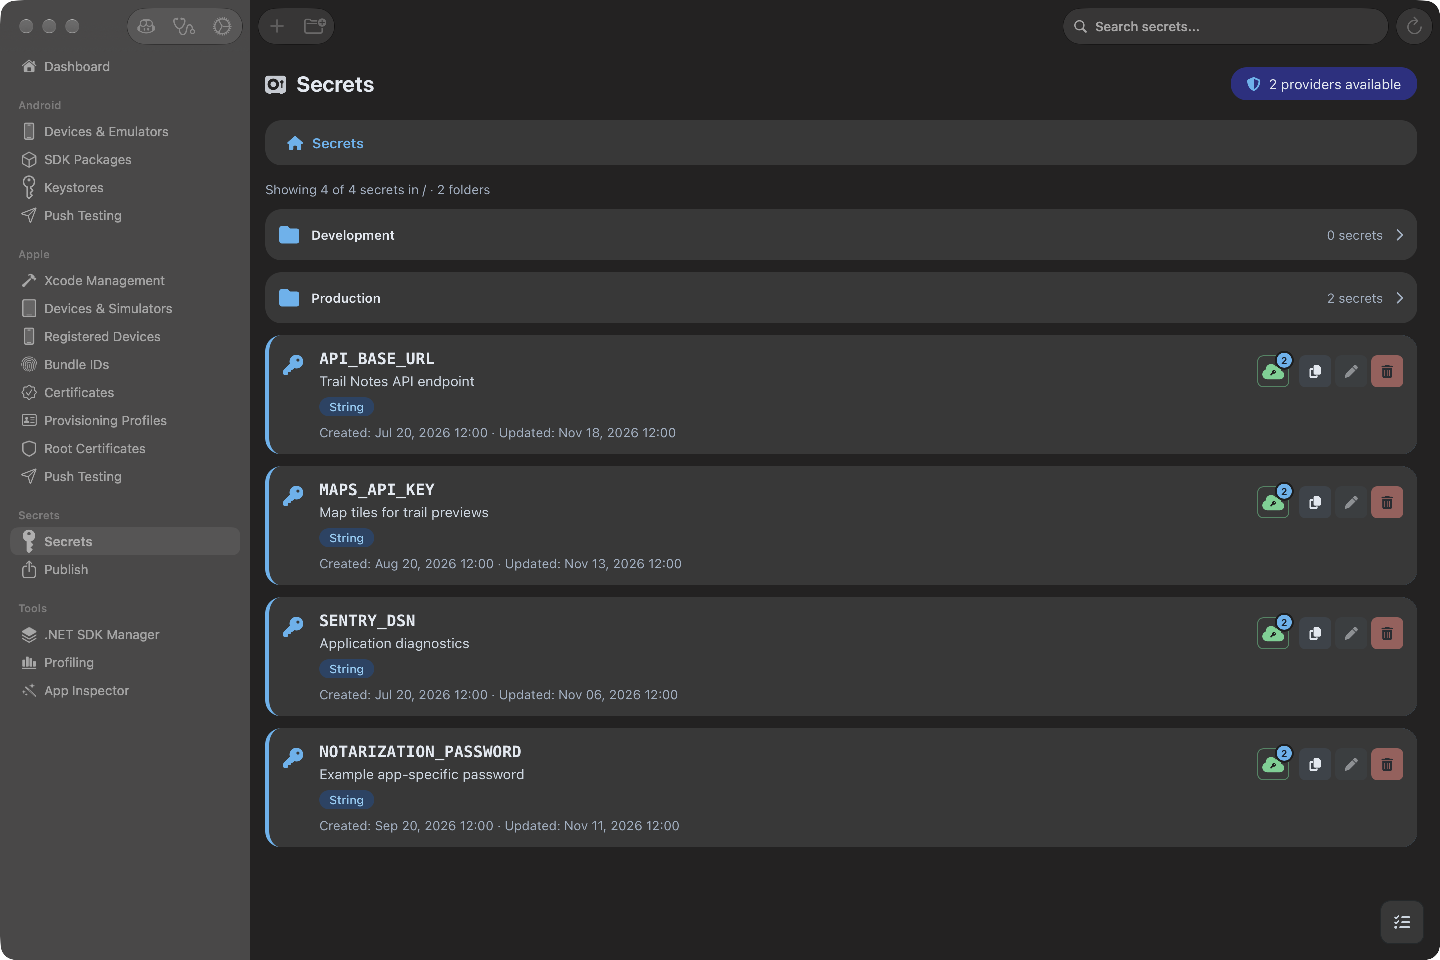 Search secrets...
Dashboard
Android
Devices & Emulators
SDK Packages
Keystores
Push Testing
Apple
Xcode Management
Devices & Simulators
Registered Devices
Bundle IDs
Certificates
Provisioning Profiles
Root Certificates
Push Testing
Secrets
Secrets
Publish
Tools
.NET SDK Manager
Profiling
App Inspector
Secrets
2 providers available
Secrets
Showing 4 of 4 secrets in / · 2 folders
Development
0 secrets
Production
2 secrets
API_BASE_URL
Trail Notes API endpoint
String
Created: Jul 20, 2026 12:00 · Updated: Nov 18, 2026 12:00
2
MAPS_API_KEY
Map tiles for trail previews
String
Created: Aug 20, 2026 12:00 · Updated: Nov 13, 2026 12:00
2
SENTRY_DSN
Application diagnostics
String
Created: Jul 20, 2026 12:00 · Updated: Nov 06, 2026 12:00
2
NOTARIZATION_PASSWORD
Example app-specific password
String
Created: Sep 20, 2026 12:00 · Updated: Nov 11, 2026 12:00
2